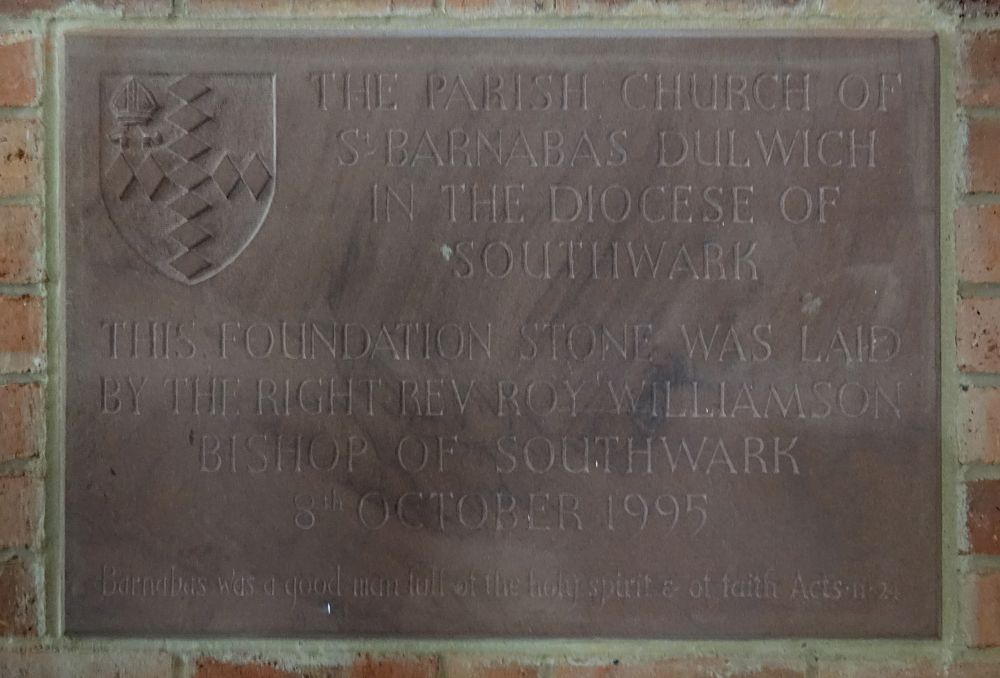 THE PARISH CHURCH OF
St BARNABAS DULWICH
IN THE DIOCESE OF
SOUTHWARK
THIS FOUNDATION STONE WAS LAID
BY THE RIGHT REV ROY WILLIAMSON
BISHOP OF SOUTHWARK
8th OCTOBER 1995
Barnabas was a good man full of the holy spirit & of faith Acts·11·24